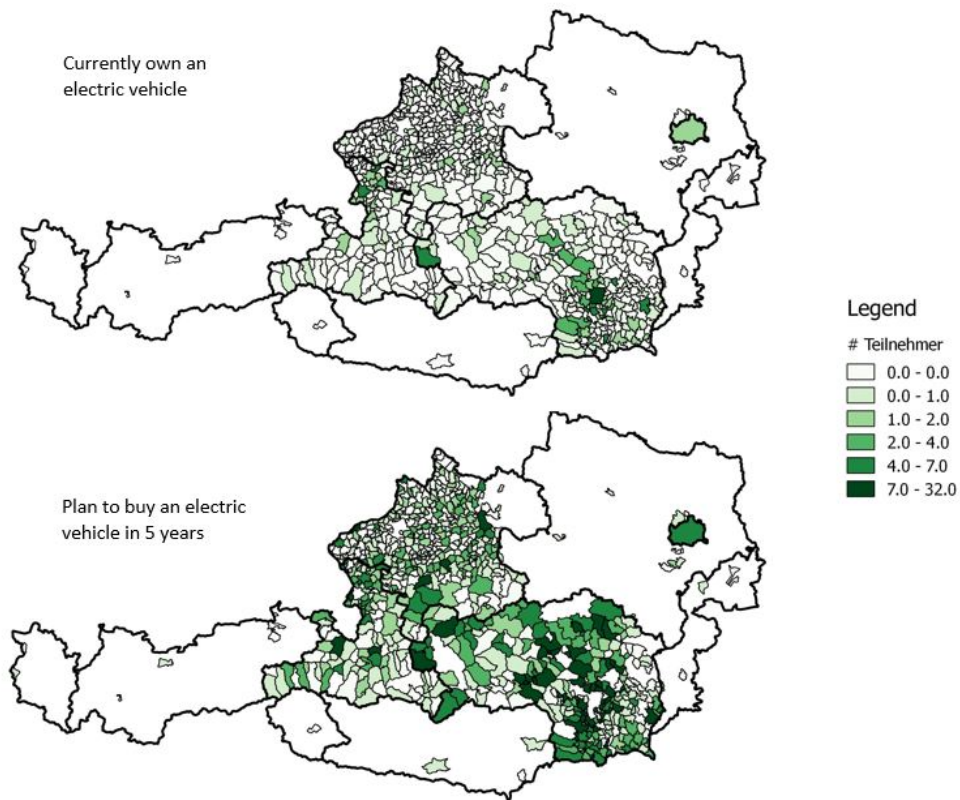 Currently own an
electric vehicle
Legend
# Teilnehmer
0.0 - 0.0
0.0 - 1.0
1.0 - 2.0
2.0 - 4.0
4.0 - 7.0
7.0 - 32.0
Plan to buy an electric
vehicle in 5 years